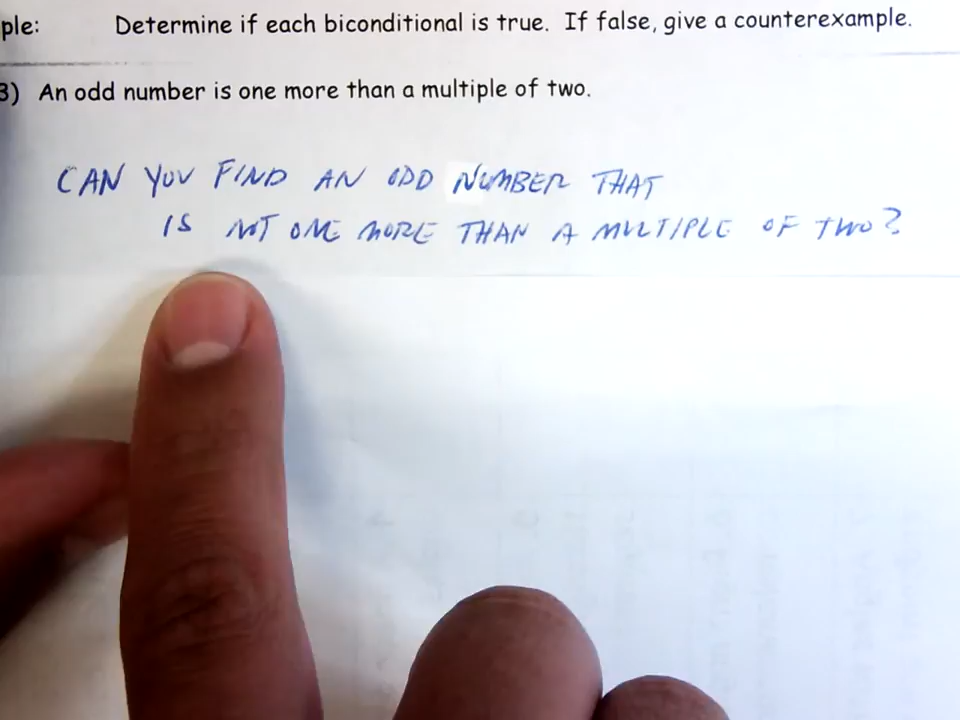 ple: Determine if each biconditional is true. If false, give a counterexample.
3) An odd number is one more than a multiple of two.
CAN YOU FIND AN ODD NUMBER THAT
IS NOT ONE MORE THAN A MULTIPLE OF TWO?